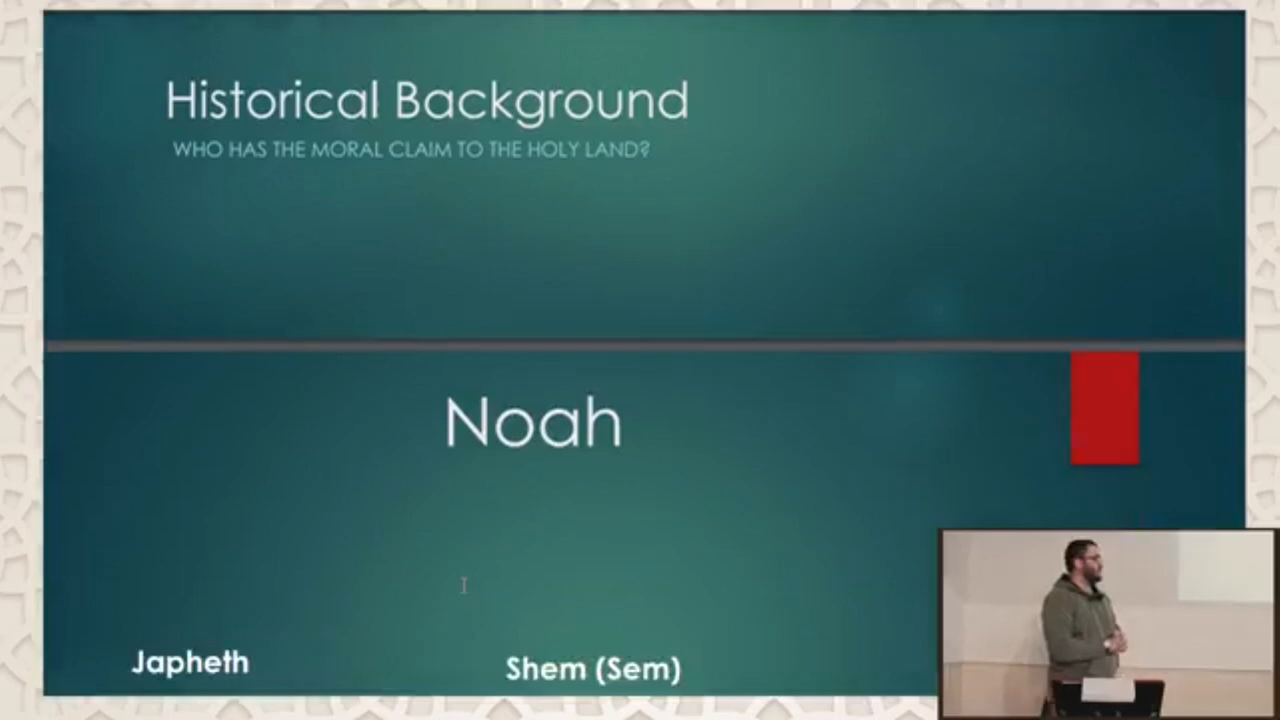 Historical Background
WHO HAS THE MORAL CLAIM TO THE HOLY LAND?
Noah
Japheth
Shem (Sem)